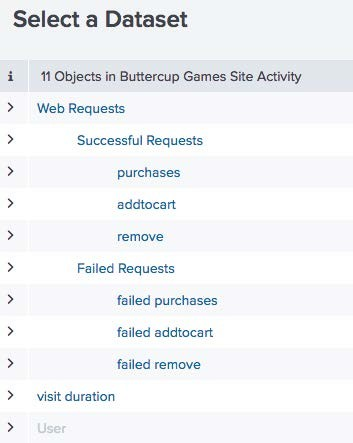 Select a Dataset
i 11 Objects in Buttercup Games Site Activity
Web Requests
Successful Requests
purchases
addtocart
remove
Failed Requests
failed purchases
failed addtocart
failed remove
visit duration
User